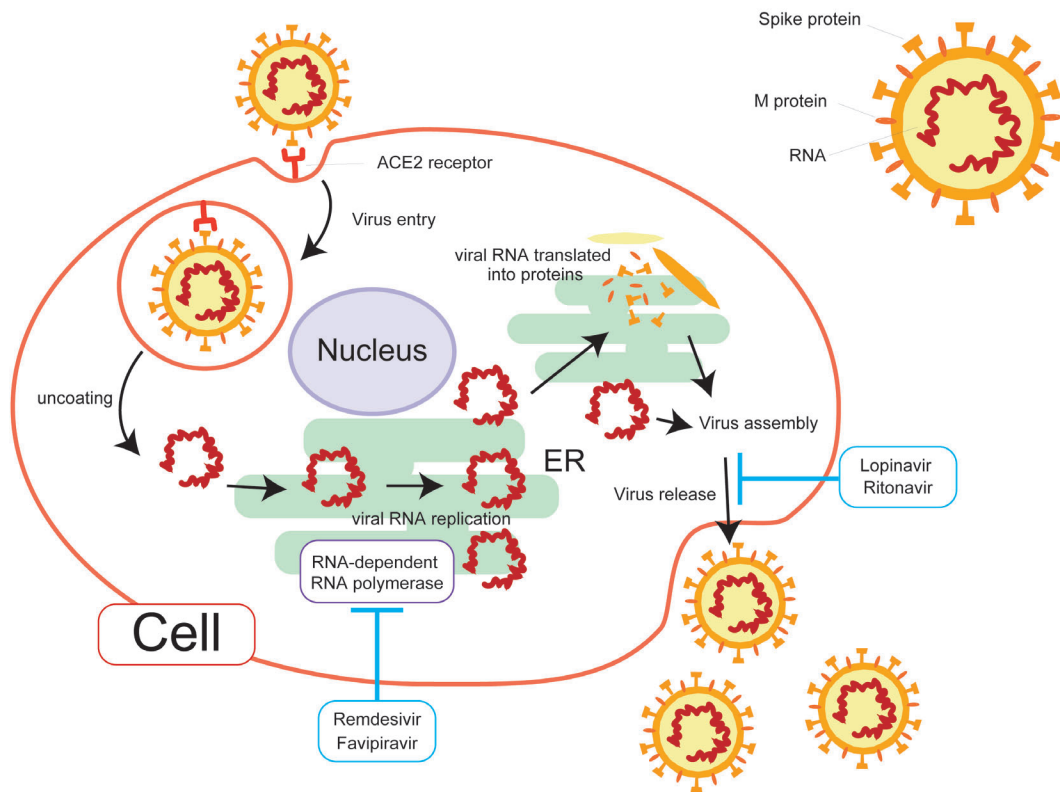 Spike protein
M protein
RNA
ACE2 receptor
Virus entry
viral RNA translated
into proteins
Nucleus
uncoating
Virus assembly
ER
Lopinavir
Ritonavir
Virus release
viral RNA replication
RNA-dependent
RNA polymerase
Cell
Remdesivir
Favipiravir